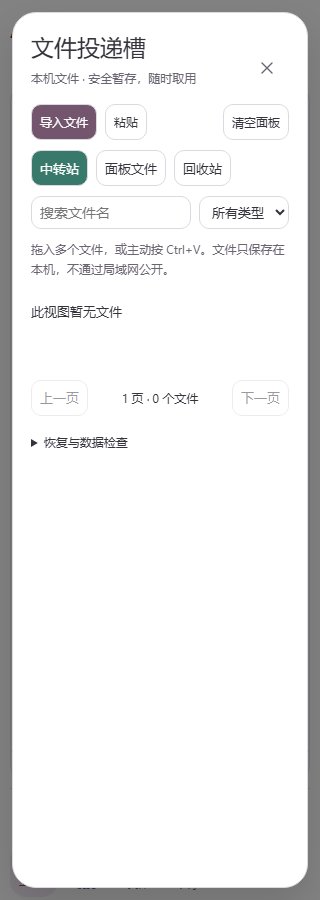 文件投递槽
本机文件 · 安全暂存，随时取用
导入文件 粘贴 清空面板
中转站 面板文件 回收站
搜索文件名 所有类型
拖入多个文件，或主动按 Ctrl+V。文件只保存在
本机，不通过局域网公开。
此视图暂无文件
上一页 1 页 · 0 个文件 下一页
恢复与数据检查